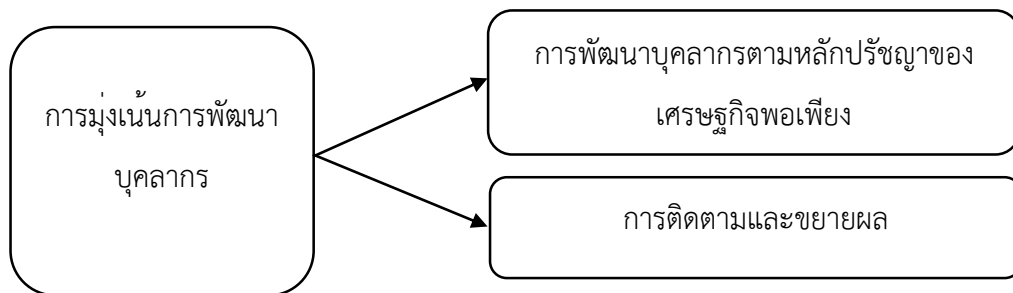 การมุ่งเน้นการพัฒนา
บุคลากร
การพัฒนาบุคลากรตามหลักปรัชญาของ
เศรษฐกิจพอเพียง
การติดตามและขยายผล